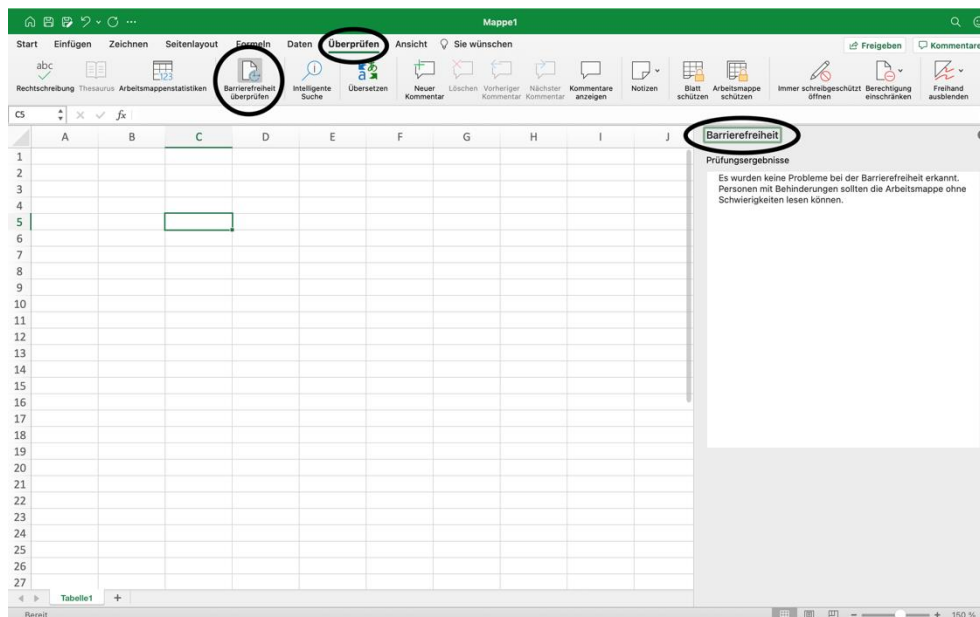 Mappe1
Start Einfügen Zeichnen Seitenlayout Formeln Daten Überprüfen Ansicht Sie wünschen Freigeben Kommentare
abc
123
Rechtschreibung Thesaurus Arbeitsmappenstatistiken Barrierefreiheit überprüfen Intelligente Suche Übersetzen Neuer Kommentar Löschen Vorheriger Kommentar Nächster Kommentar Kommentare anzeigen Notizen Blatt schützen Arbeitsmappe schützen Immer schreibgeschützt öffnen Berechtigung einschränken Freihand ausblenden
C5 fx
A B C D E F G H I J
Barrierefreiheit
Prüfungsergebnisse
Es wurden keine Probleme bei der Barrierefreiheit erkannt.
Personen mit Behinderungen sollten die Arbeitsmappe ohne
Schwierigkeiten lesen können.
1
2
3
4
5
6
7
8
9
10
11
12
13
14
15
16
17
18
19
20
21
22
23
24
25
26
27
Tabelle1 +
Bereit 150 %